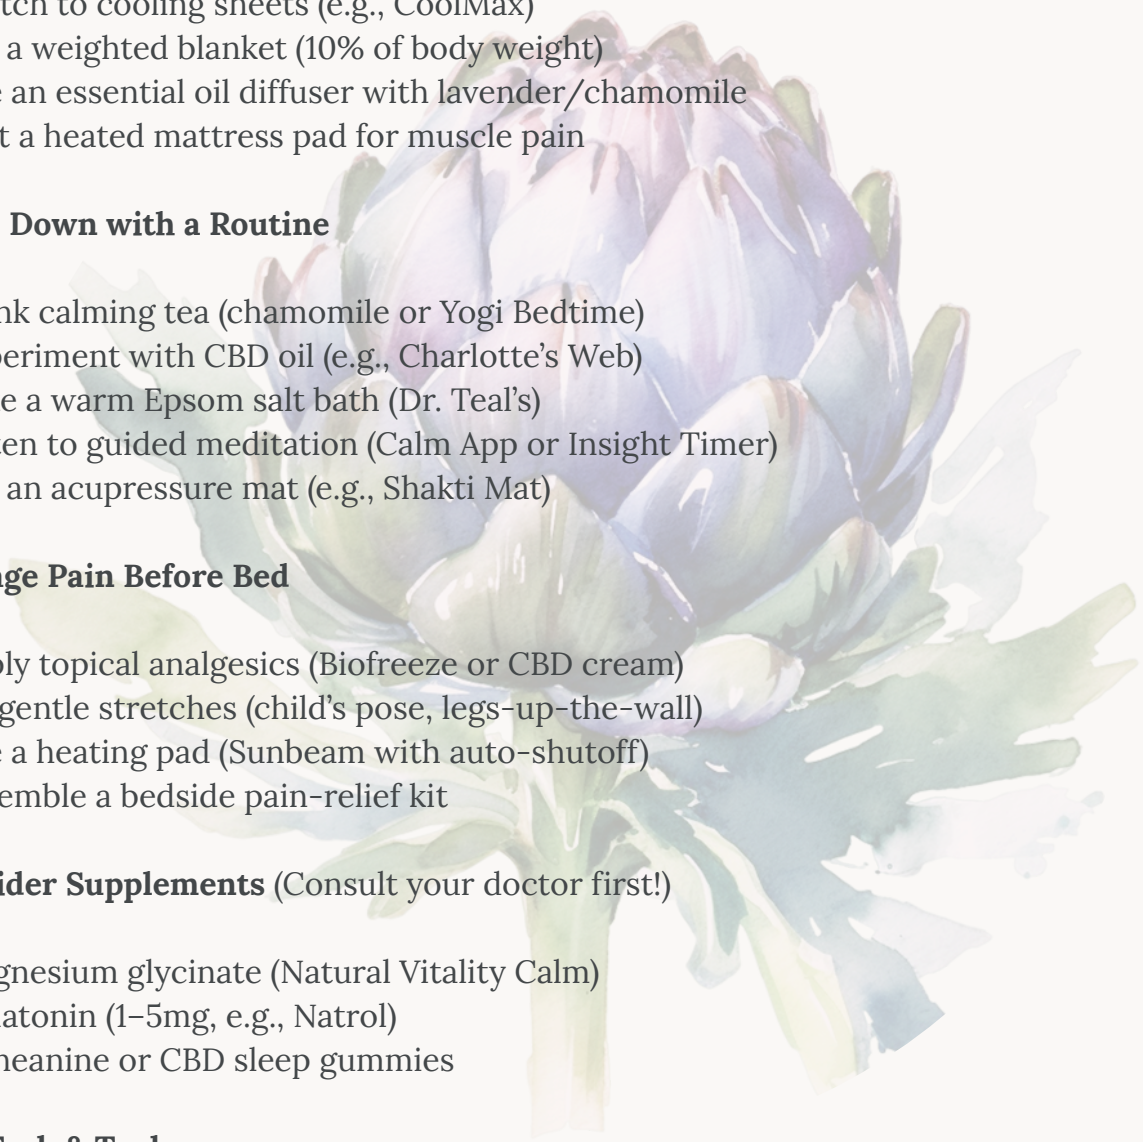 tch to cooling sheets (e.g., CoolMax)
a weighted blanket (10% of body weight)
e an essential oil diffuser with lavender/chamomile
t a heated mattress pad for muscle pain
Down with a Routine
nk calming tea (chamomile or Yogi Bedtime)
periment with CBD oil (e.g., Charlotte’s Web)
e a warm Epsom salt bath (Dr. Teal’s)
ten to guided meditation (Calm App or Insight Timer)
an acupressure mat (e.g., Shakti Mat)
age Pain Before Bed
ply topical analgesics (Biofreeze or CBD cream)
gentle stretches (child’s pose, legs-up-the-wall)
e a heating pad (Sunbeam with auto-shutoff)
emble a bedside pain-relief kit
ider Supplements (Consult your doctor first!)
gnesium glycinate (Natural Vitality Calm)
latonin (1–5mg, e.g., Natrol)
heanine or CBD sleep gummies